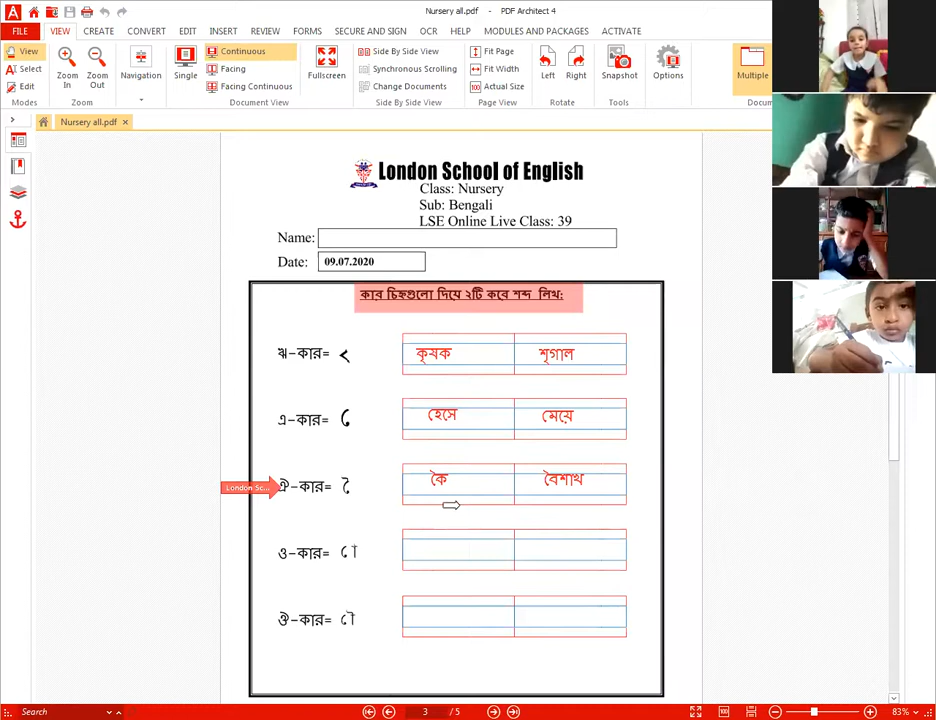 Nursery all.pdf - PDF Architect 4
FILE VIEW CREATE CONVERT EDIT INSERT REVIEW FORMS SECURE AND SIGN OCR HELP MODULES AND PACKAGES ACTIVATE
View
Select
Edit
Modes
Zoom In
Zoom Out
Zoom
Navigation
Single
Continuous
Facing
Facing Continuous
Document View
Fullscreen
Side By Side View
Synchronous Scrolling
Change Documents
Side By Side View
Fit Page
Fit Width
Actual Size
Page View
Left
Right
Rotate
Snapshot
Tools
Options
Multiple
Docum
Nursery all.pdf ×
London School of English
Class: Nursery
Sub: Bengali
LSE Online Live Class: 39
Name:
Date: 09.07.2020
কার চিহ্নগুলো দিয়ে ২টি করে শব্দ লিখ:
ঋ-কার= ৃ কৃষক শৃগাল
এ-কার= ে হেসে মেয়ে
London Sc... ঐ-কার= ৈ কৈ বৈশাখ
ও-কার= ো
ঔ-কার= ৌ
Search 3 / 5 83%